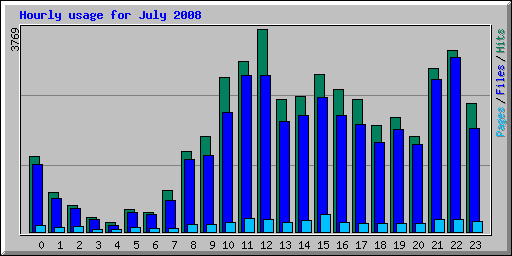 Hourly usage for July 2008
3769
Pages / Files / Hits
0 1 2 3 4 5 6 7 8 9 10 11 12 13 14 15 16 17 18 19 20 21 22 23